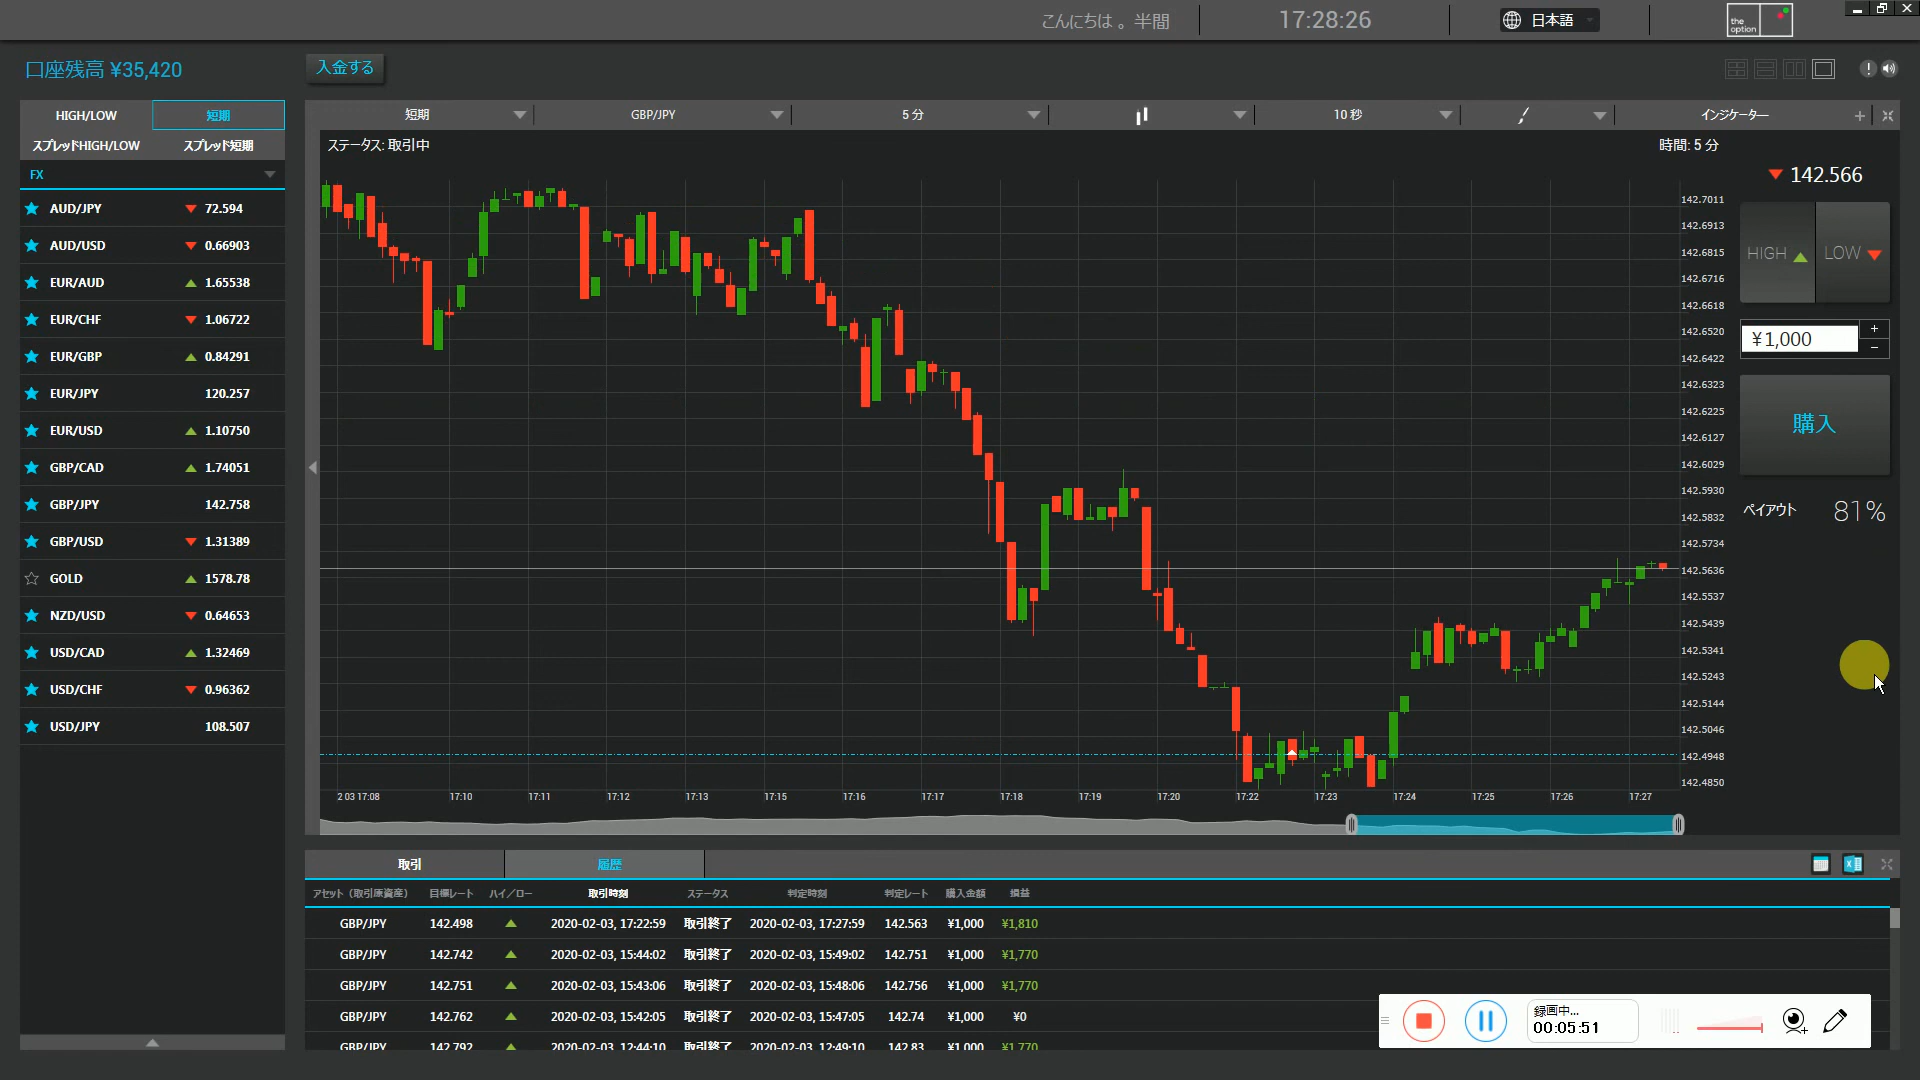 こんにちは 。半間
17:28:26
日本語
the
option
口座残高 ¥35,420
入金する
HIGH/LOW
短期
スプレッドHIGH/LOW
スプレッド短期
FX
AUD/JPY 72.594
AUD/USD 0.66903
EUR/AUD 1.65538
EUR/CHF 1.06722
EUR/GBP 0.84291
EUR/JPY 120.257
EUR/USD 1.10750
GBP/CAD 1.74051
GBP/JPY 142.758
GBP/USD 1.31389
GOLD 1578.78
NZD/USD 0.64653
USD/CAD 1.32469
USD/CHF 0.96362
USD/JPY 108.507
短期
GBP/JPY
5 分
10 秒
インジケーター
ステータス: 取引中
時間: 5 分
142.7011
142.6913
142.6815
142.6716
142.6618
142.6520
142.6422
142.6323
142.6225
142.6127
142.6029
142.5930
142.5832
142.5734
142.5636
142.5537
142.5439
142.5341
142.5243
142.5144
142.5046
142.4948
142.4850
2 03 17:08
17:10
17:11
17:12
17:13
17:15
17:16
17:17
17:18
17:19
17:20
17:22
17:23
17:24
17:25
17:26
17:27
142.566
HIGH
LOW
¥1,000
+
−
購入
ペイアウト 81%
取引
履歴
アセット（取引原資産） 目標レート ハイ／ロー 取引時刻 ステータス 判定時刻 判定レート 購入金額 損益
GBP/JPY 142.498 2020-02-03, 17:22:59 取引終了 2020-02-03, 17:27:59 142.563 ¥1,000 ¥1,810
GBP/JPY 142.742 2020-02-03, 15:44:02 取引終了 2020-02-03, 15:49:02 142.751 ¥1,000 ¥1,770
GBP/JPY 142.751 2020-02-03, 15:43:06 取引終了 2020-02-03, 15:48:06 142.756 ¥1,000 ¥1,770
GBP/JPY 142.762 2020-02-03, 15:42:05 取引終了 2020-02-03, 15:47:05 142.74 ¥1,000 ¥0
GBP/JPY 142.792 2020-02-03, 12:44:10 取引終了 2020-02-03, 12:49:10 142.83 ¥1,000 ¥1,770
録画中...
00:05:51